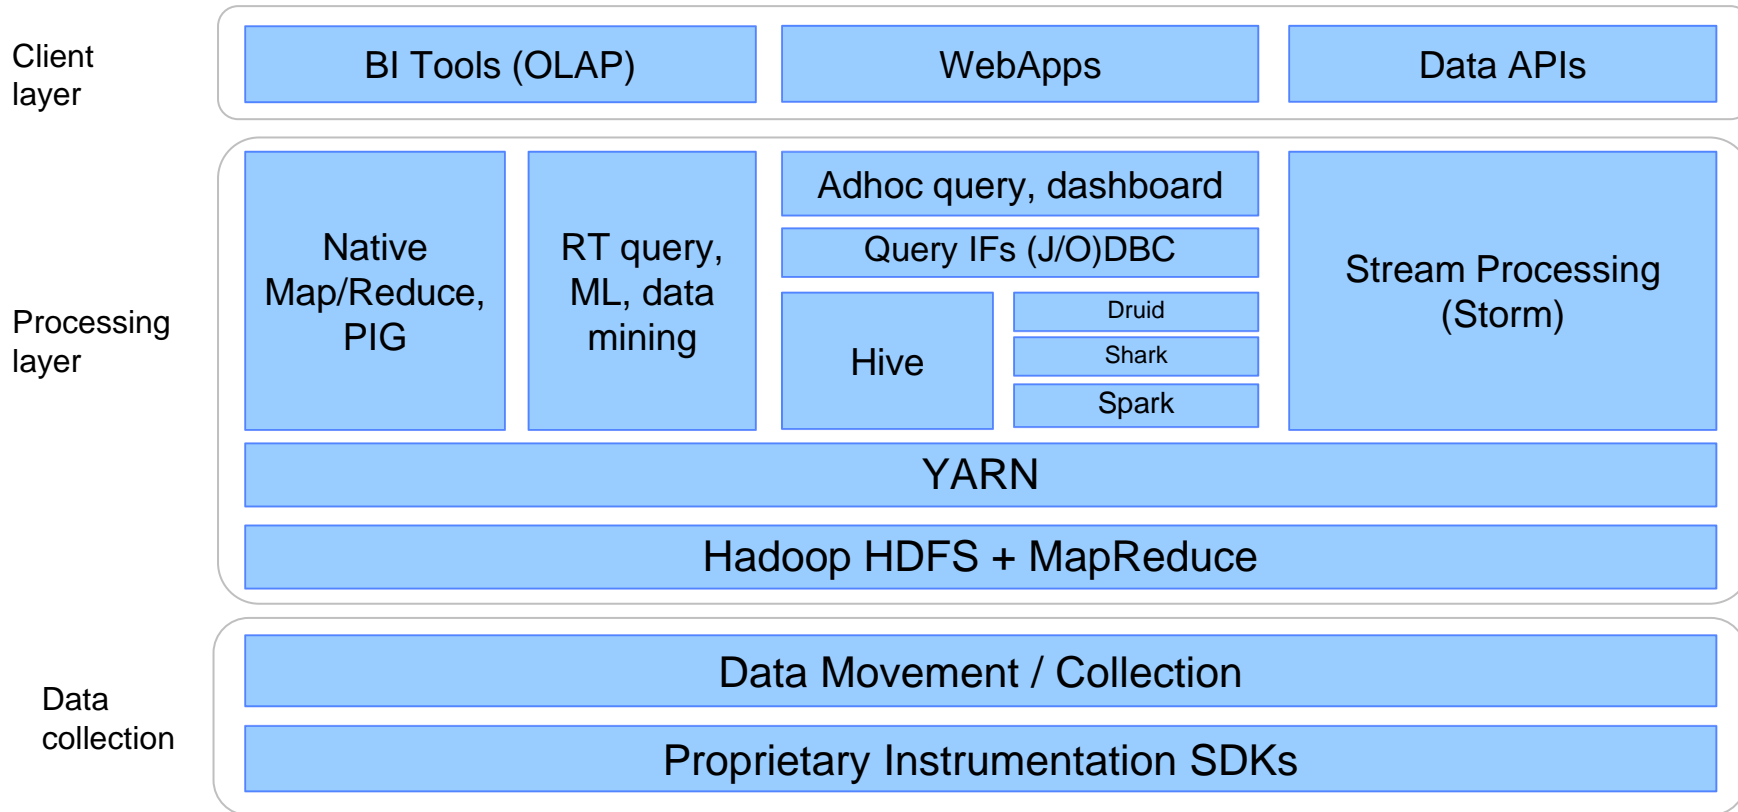 Client
layer
BI Tools (OLAP)
WebApps
Data APIs
Processing
layer
Native
Map/Reduce,
PIG
RT query,
ML, data
mining
Adhoc query, dashboard
Query IFs (J/O)DBC
Hive
Druid
Shark
Spark
Stream Processing
(Storm)
YARN
Hadoop HDFS + MapReduce
Data
collection
Data Movement / Collection
Proprietary Instrumentation SDKs